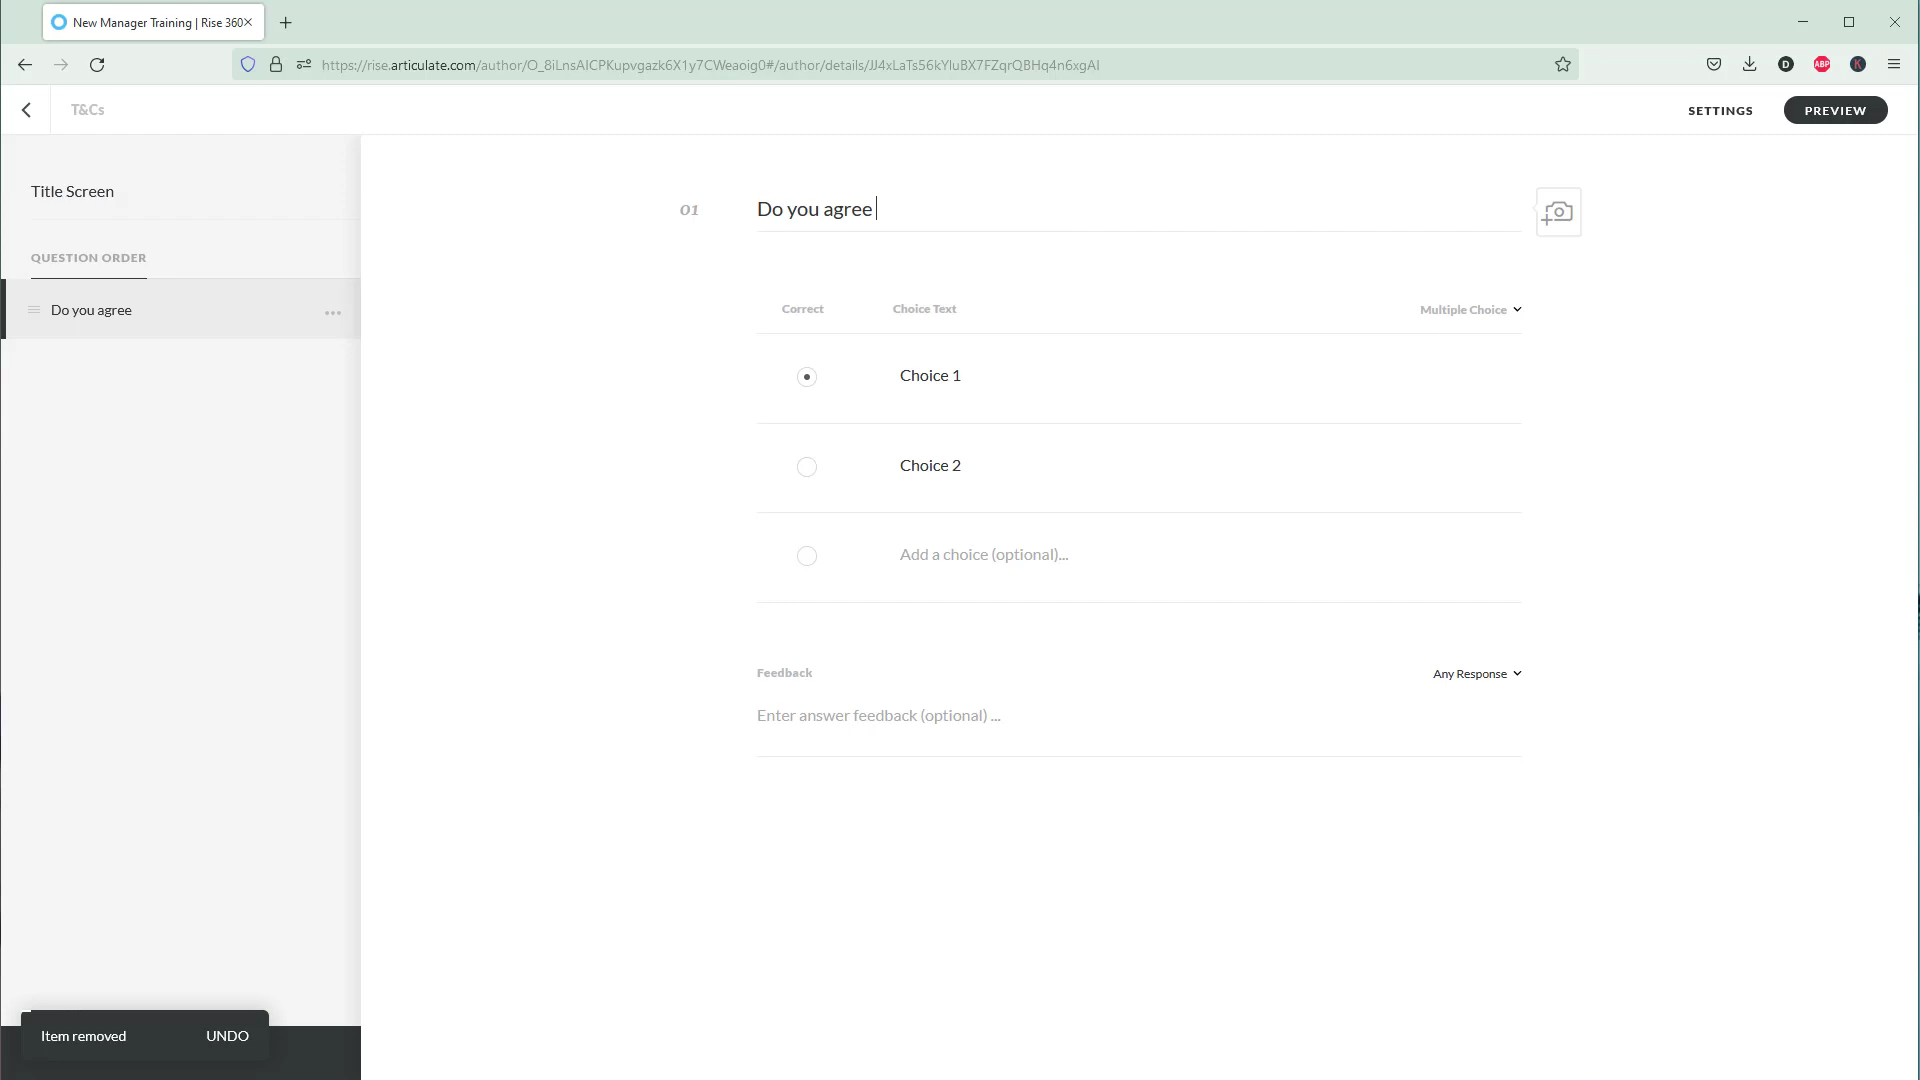 New Manager Training | Rise 360
https://rise.articulate.com/author/O_8iLnsAICPKupvgazk6X1y7CWeaoig0#/author/details/JJ4xLaTs56kYluBX7FZqrQBHq4n6xgAI
D
ABP
K
T&Cs
SETTINGS
PREVIEW
Title Screen
QUESTION ORDER
Do you agree
01
Do you agree
Correct
Choice Text
Multiple Choice
Choice 1
Choice 2
Add a choice (optional)...
Feedback
Any Response
Enter answer feedback (optional) ...
Item removed
UNDO